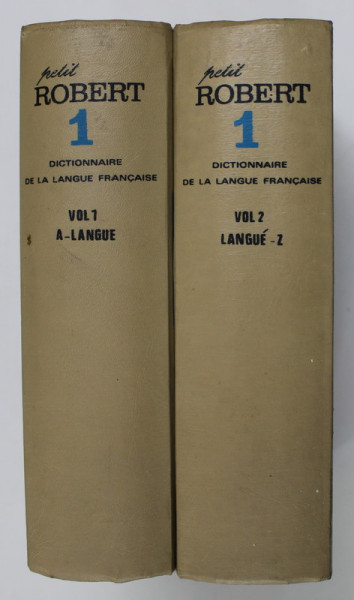 petit
ROBERT
1
DICTIONNAIRE
DE LA LANGUE FRANÇAISE
VOL 1
A-LANGUE
petit
ROBERT
1
DICTIONNAIRE
DE LA LANGUE FRANÇAISE
VOL 2
LANGUÉ-Z